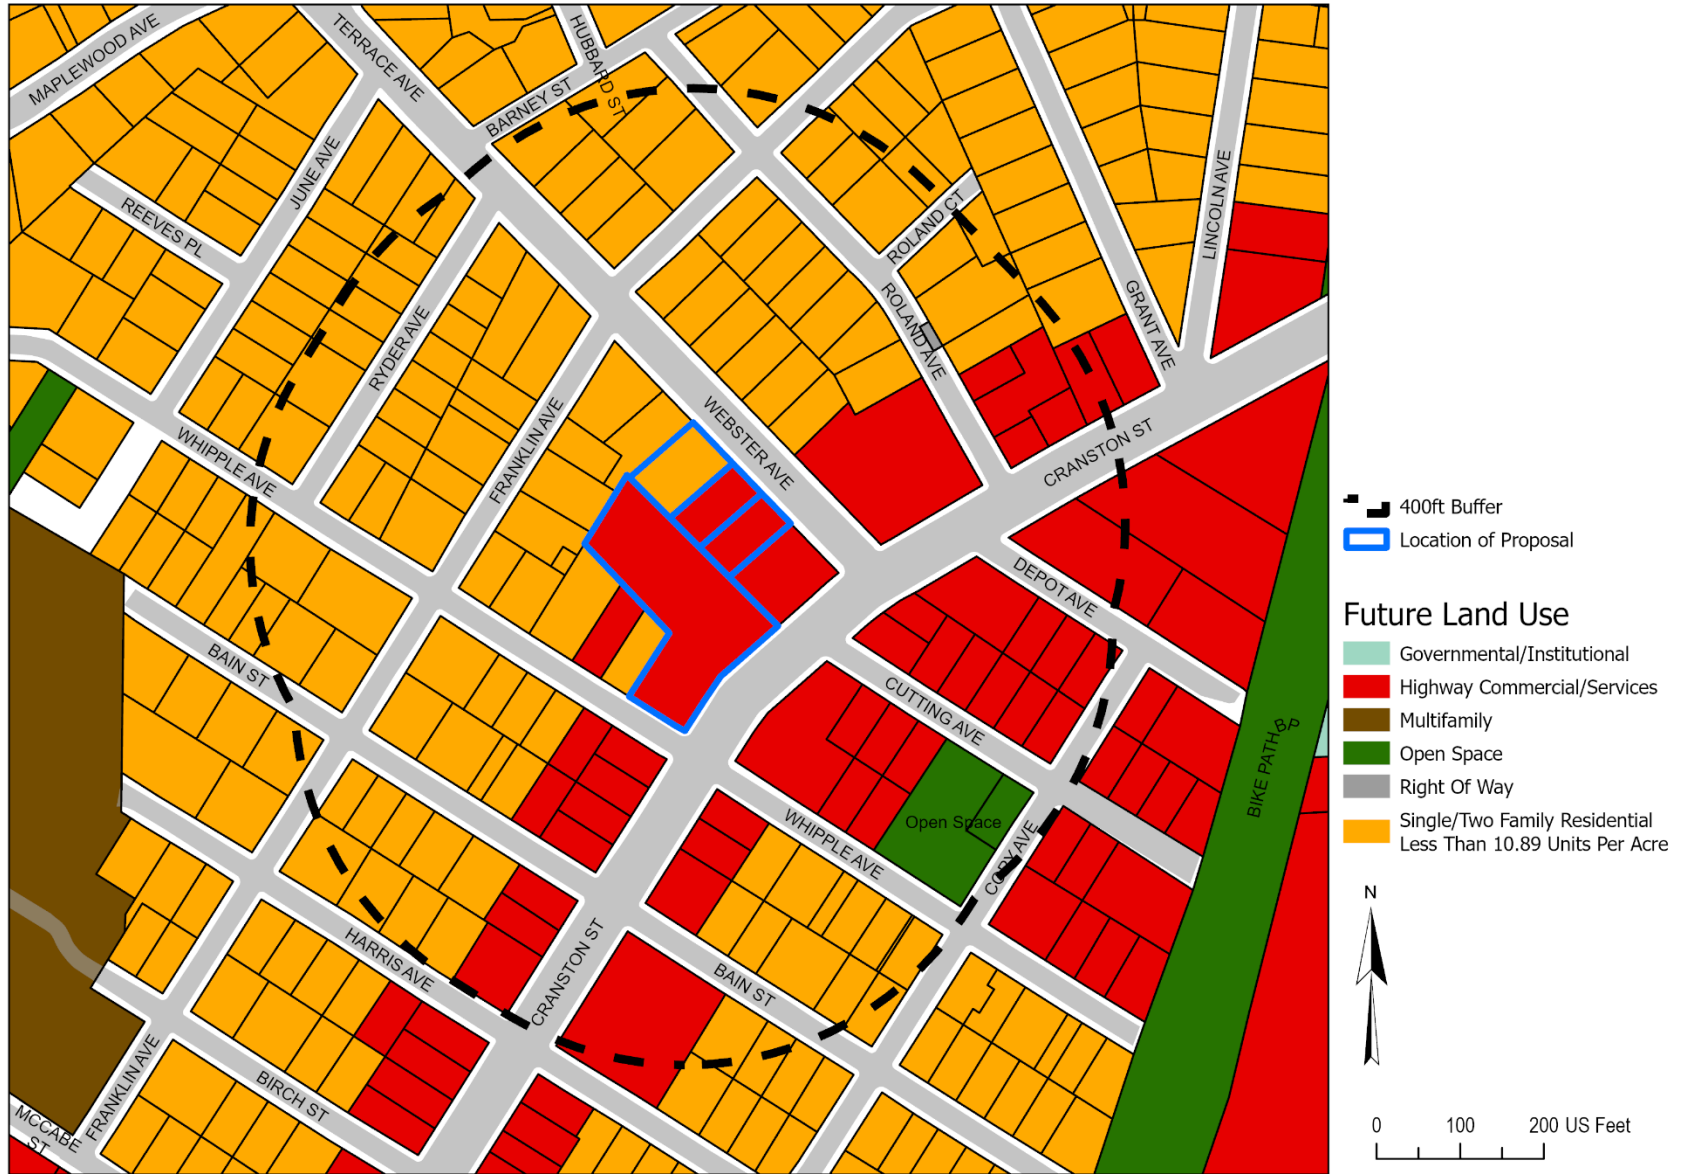 MAPLEWOOD AVE
TERRACE AVE
HUBBARD ST
BARNEY ST
JUNE AVE
REEVES PL
LINCOLN AVE
ROLAND CT
ROLAND AVE
GRANT AVE
RYDER AVE
FRANKLIN AVE
WEBSTER AVE
WHIPPLE AVE
CRANSTON ST
DEPOT AVE
BAIN ST
CUTTING AVE
BIKE PATH
BP
Open Space
WHIPPLE AVE
CORY AVE
HARRIS AVE
CRANSTON ST
BAIN ST
BIRCH ST
FRANKLIN AVE
MCCABE
ST
400ft Buffer
Location of Proposal
Future Land Use
Governmental/Institutional
Highway Commercial/Services
Multifamily
Open Space
Right Of Way
Single/Two Family Residential
Less Than 10.89 Units Per Acre
N
0 100 200 US Feet